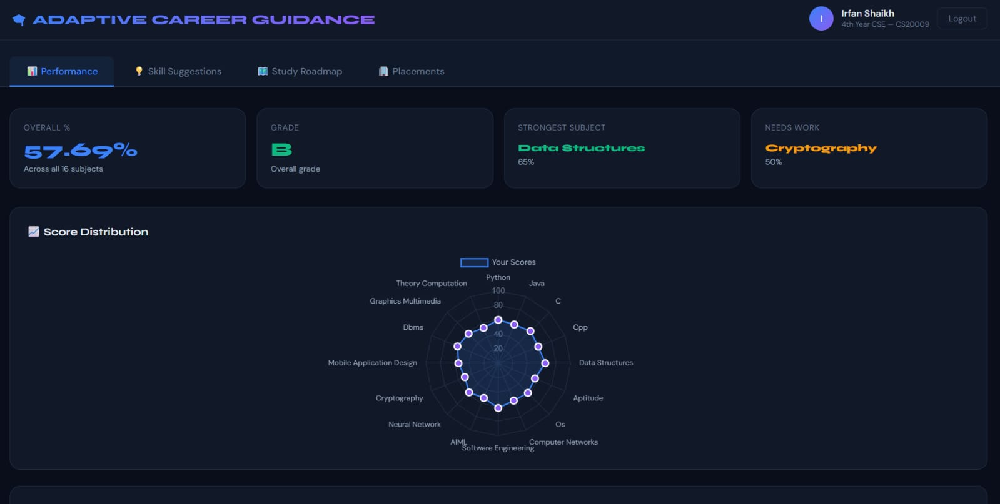 ADAPTIVE CAREER GUIDANCE
I
Irfan Shaikh
4th Year CSE — CS20009
Logout
Performance
Skill Suggestions
Study Roadmap
Placements
OVERALL %
57.69%
Across all 16 subjects
GRADE
B
Overall grade
STRONGEST SUBJECT
Data Structures
65%
NEEDS WORK
Cryptography
50%
Score Distribution
Your Scores
Python
Java
C
Cpp
Data Structures
Aptitude
Os
Computer Networks
Software Engineering
AIML
Neural Network
Cryptography
Mobile Application Design
Dbms
Graphics Multimedia
Theory Computation
100
80
40
20